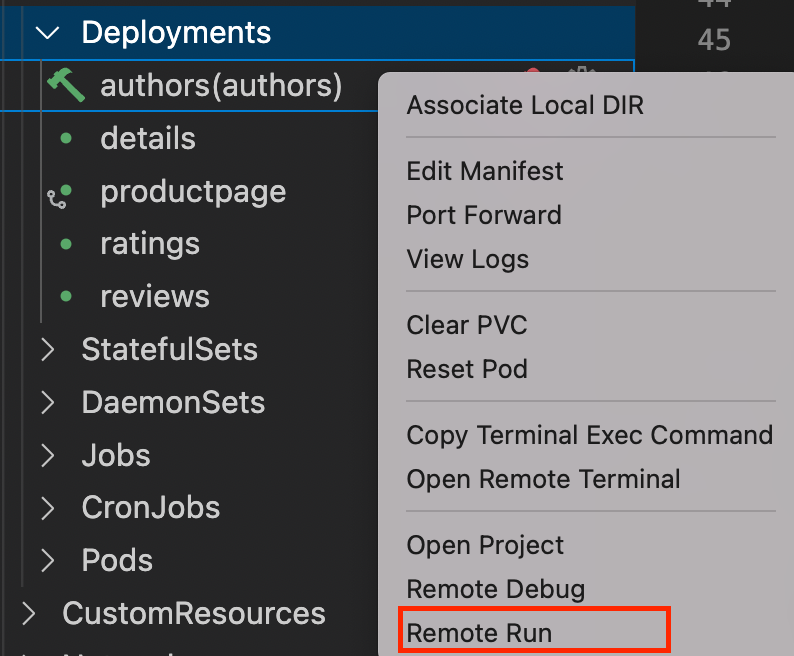 Deployments
authors(authors)
details
productpage
ratings
reviews
StatefulSets
DaemonSets
Jobs
CronJobs
Pods
CustomResources
45
Associate Local DIR
Edit Manifest
Port Forward
View Logs
Clear PVC
Reset Pod
Copy Terminal Exec Command
Open Remote Terminal
Open Project
Remote Debug
Remote Run